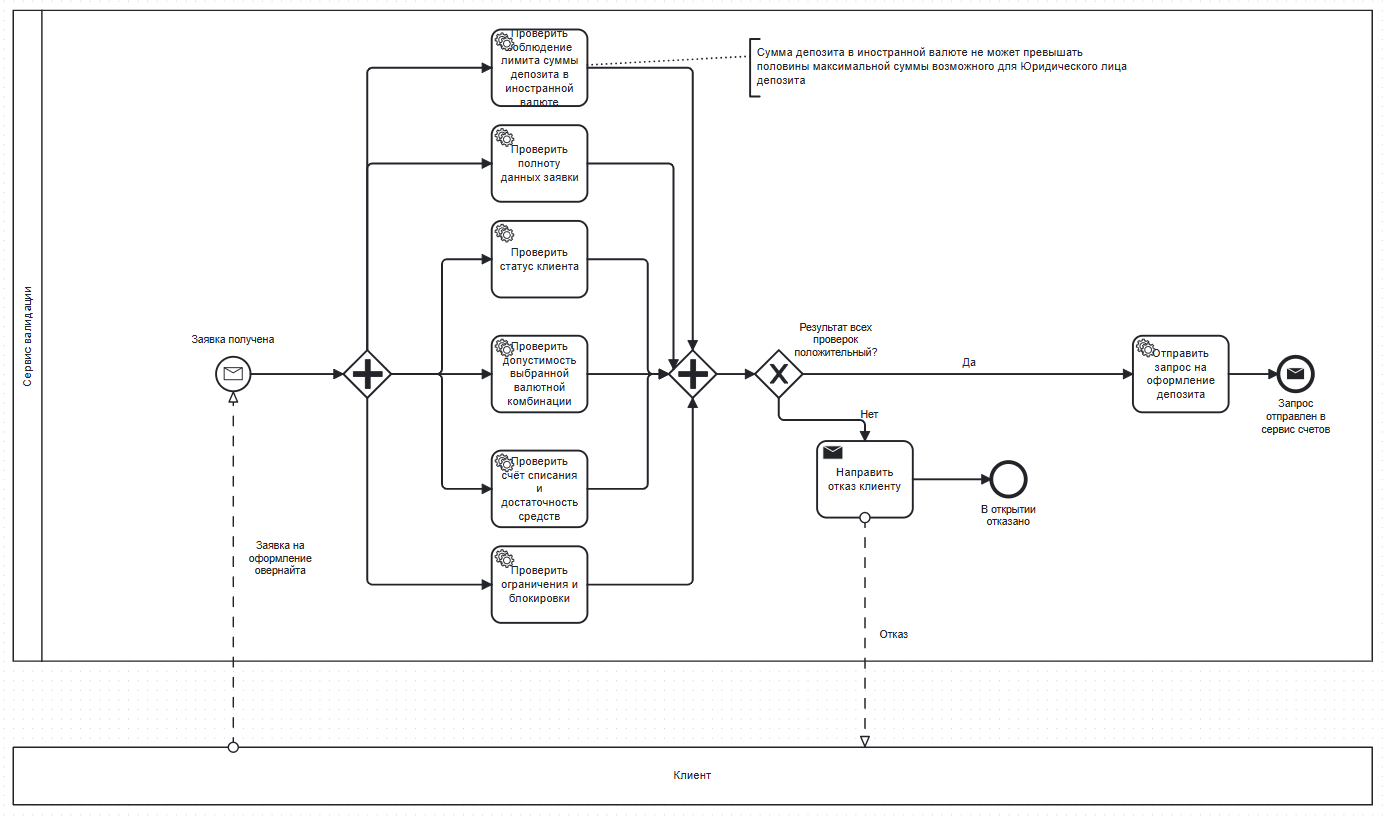 Сервис валидации
Заявка получена
Проверить
соблюдение
лимита суммы
депозита в
иностранной
валюте
Сумма депозита в иностранной валюте не может превышать
половины максимальной суммы возможного для Юридического лица
депозита
Проверить
полноту
данных заявки
Проверить
статус клиента
Проверить
допустимость
выбранной
валютной
комбинации
Проверить
счёт списания
и
достаточность
средств
Проверить
ограничения и
блокировки
Результат всех
проверок
положительный?
Да
Нет
Отправить
запрос на
оформление
депозита
Запрос
отправлен в
сервис счетов
Направить
отказ клиенту
В открытии
отказано
Заявка на
оформление
овернайта
Отказ
Клиент